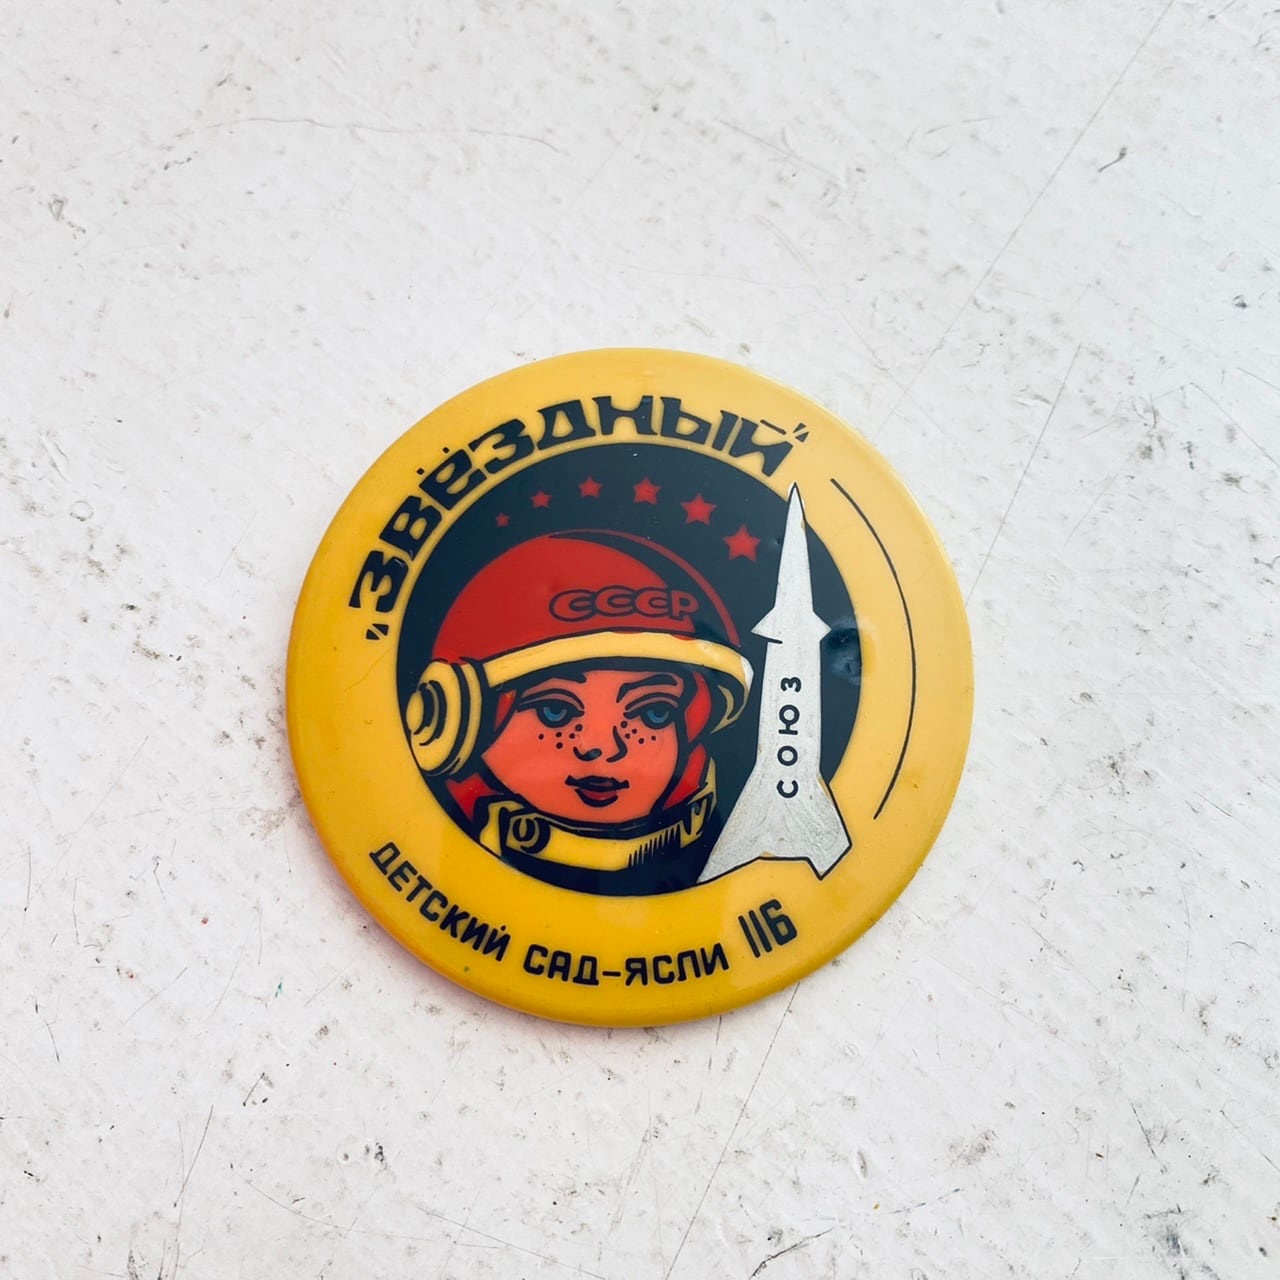 "ЗВЁЗДНЫЙ"
СССР
СОЮЗ
ДЕТСКИЙ САД-ЯСЛИ 116